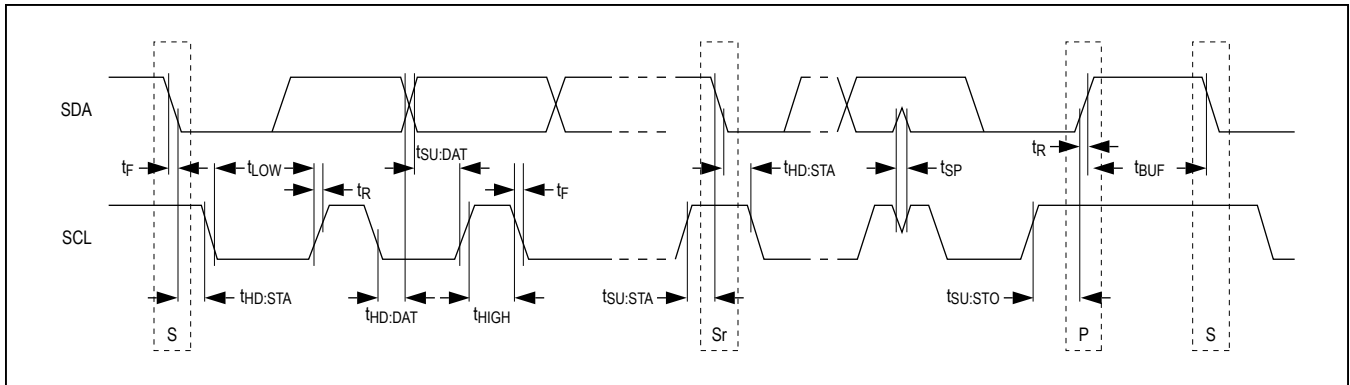 SDA
tSU:DAT
tF
tLOW
tR
tF
tHD:STA
tSP
tR
tBUF
SCL
tHD:STA
tHD:DAT
tHIGH
tSU:STA
tSU:STO
S
Sr
P
S